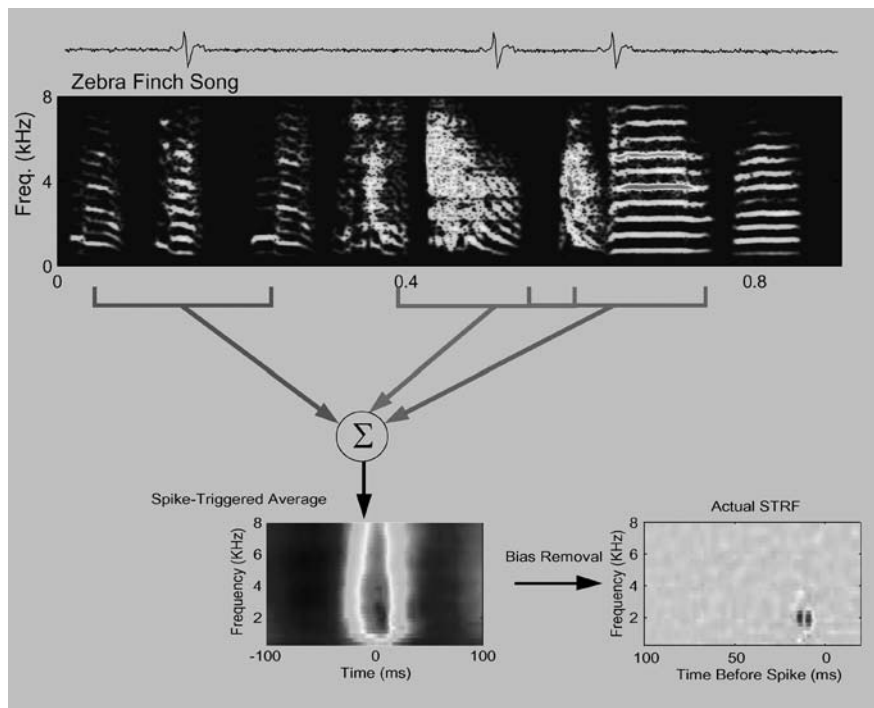 Zebra Finch Song
8
4
0
Freq. (kHz)
0
0.4
0.8
Σ
Spike-Triggered Average
8
6
4
2
Frequency (KHz)
-100
0
100
Time (ms)
Bias Removal
Actual STRF
8
6
4
2
Frequency (KHz)
100
50
0
Time Before Spike (ms)